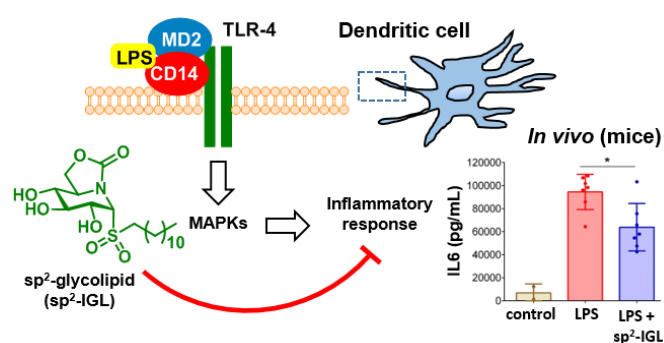 MD2
TLR-4
LPS
CD14
Dendritic cell
In vivo (mice)
O
O
N
HO
HO
HO
S
O
O
10
MAPKs
Inflammatory
response
sp²-glycolipid
(sp²-IGL)
*
IL6 (pg/mL)
120000
100000
80000
60000
40000
20000
0
control
LPS
LPS +
sp²-IGL